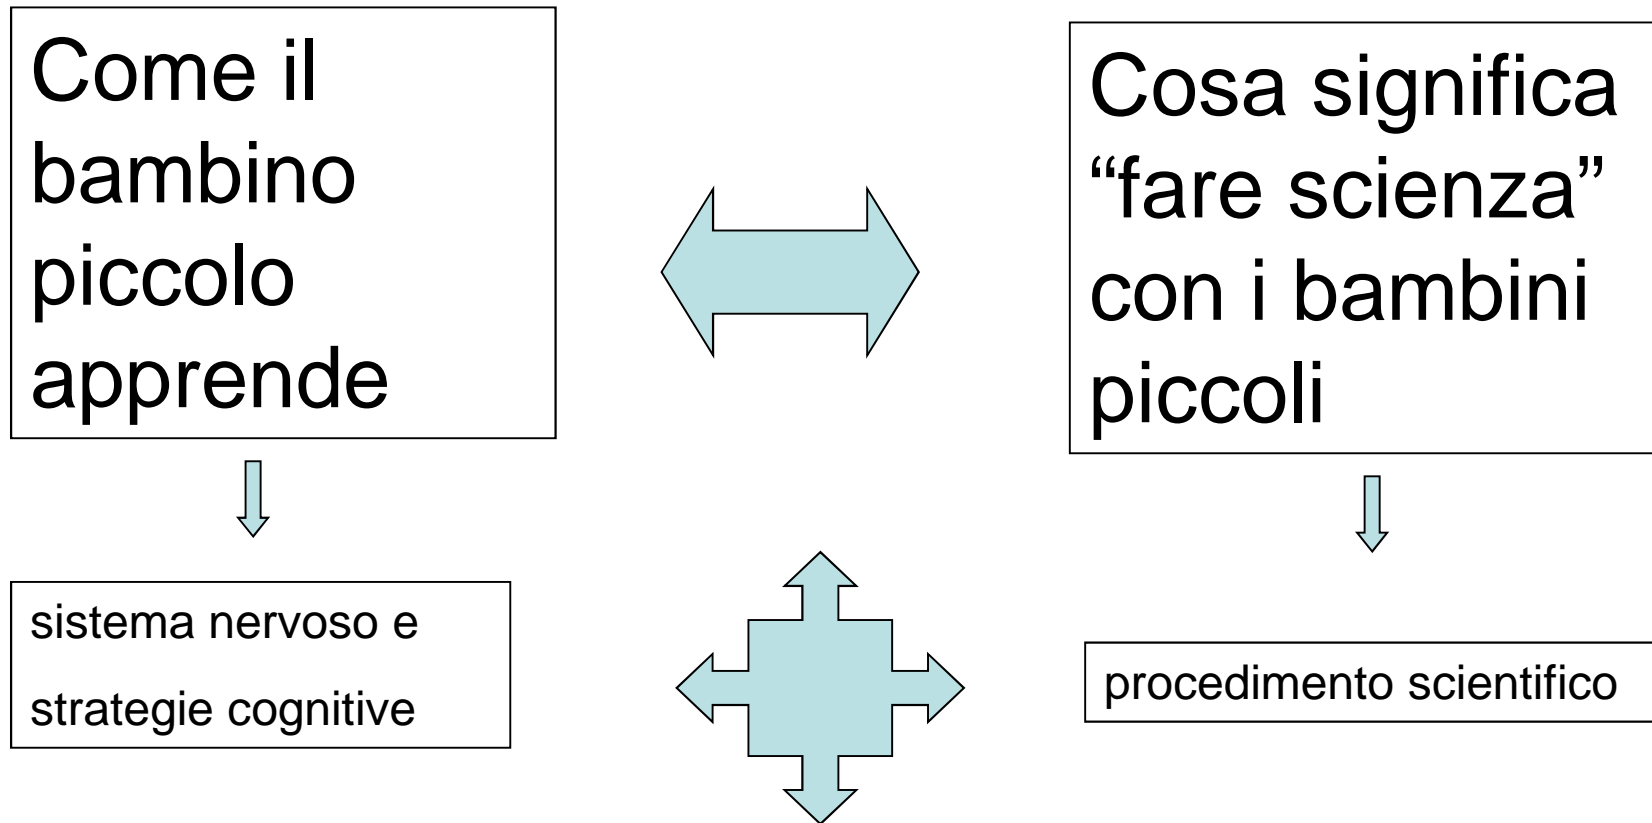 Come il
bambino
piccolo
apprende
Cosa significa
“fare scienza”
con i bambini
piccoli
sistema nervoso e
strategie cognitive
procedimento scientifico